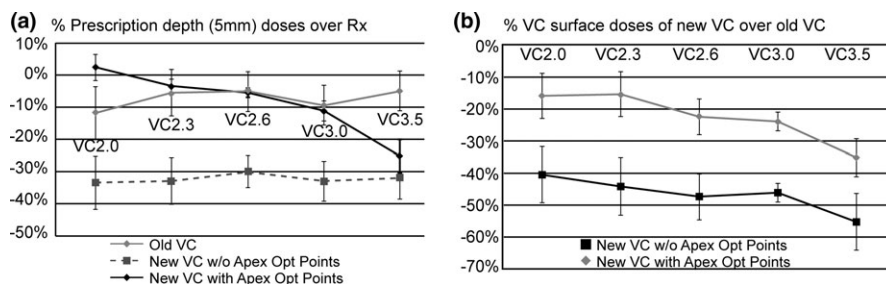 (a) % Prescription depth (5mm) doses over Rx
10%
0%
-10%
-20%
-30%
-40%
-50%
VC2.0
VC2.3
VC2.6
VC3.0
VC3.5
Old VC
New VC w/o Apex Opt Points
New VC with Apex Opt Points
(b) % VC surface doses of new VC over old VC
0%
-10%
-20%
-30%
-40%
-50%
-60%
-70%
VC2.0
VC2.3
VC2.6
VC3.0
VC3.5
New VC w/o Apex Opt Points
New VC with Apex Opt Points